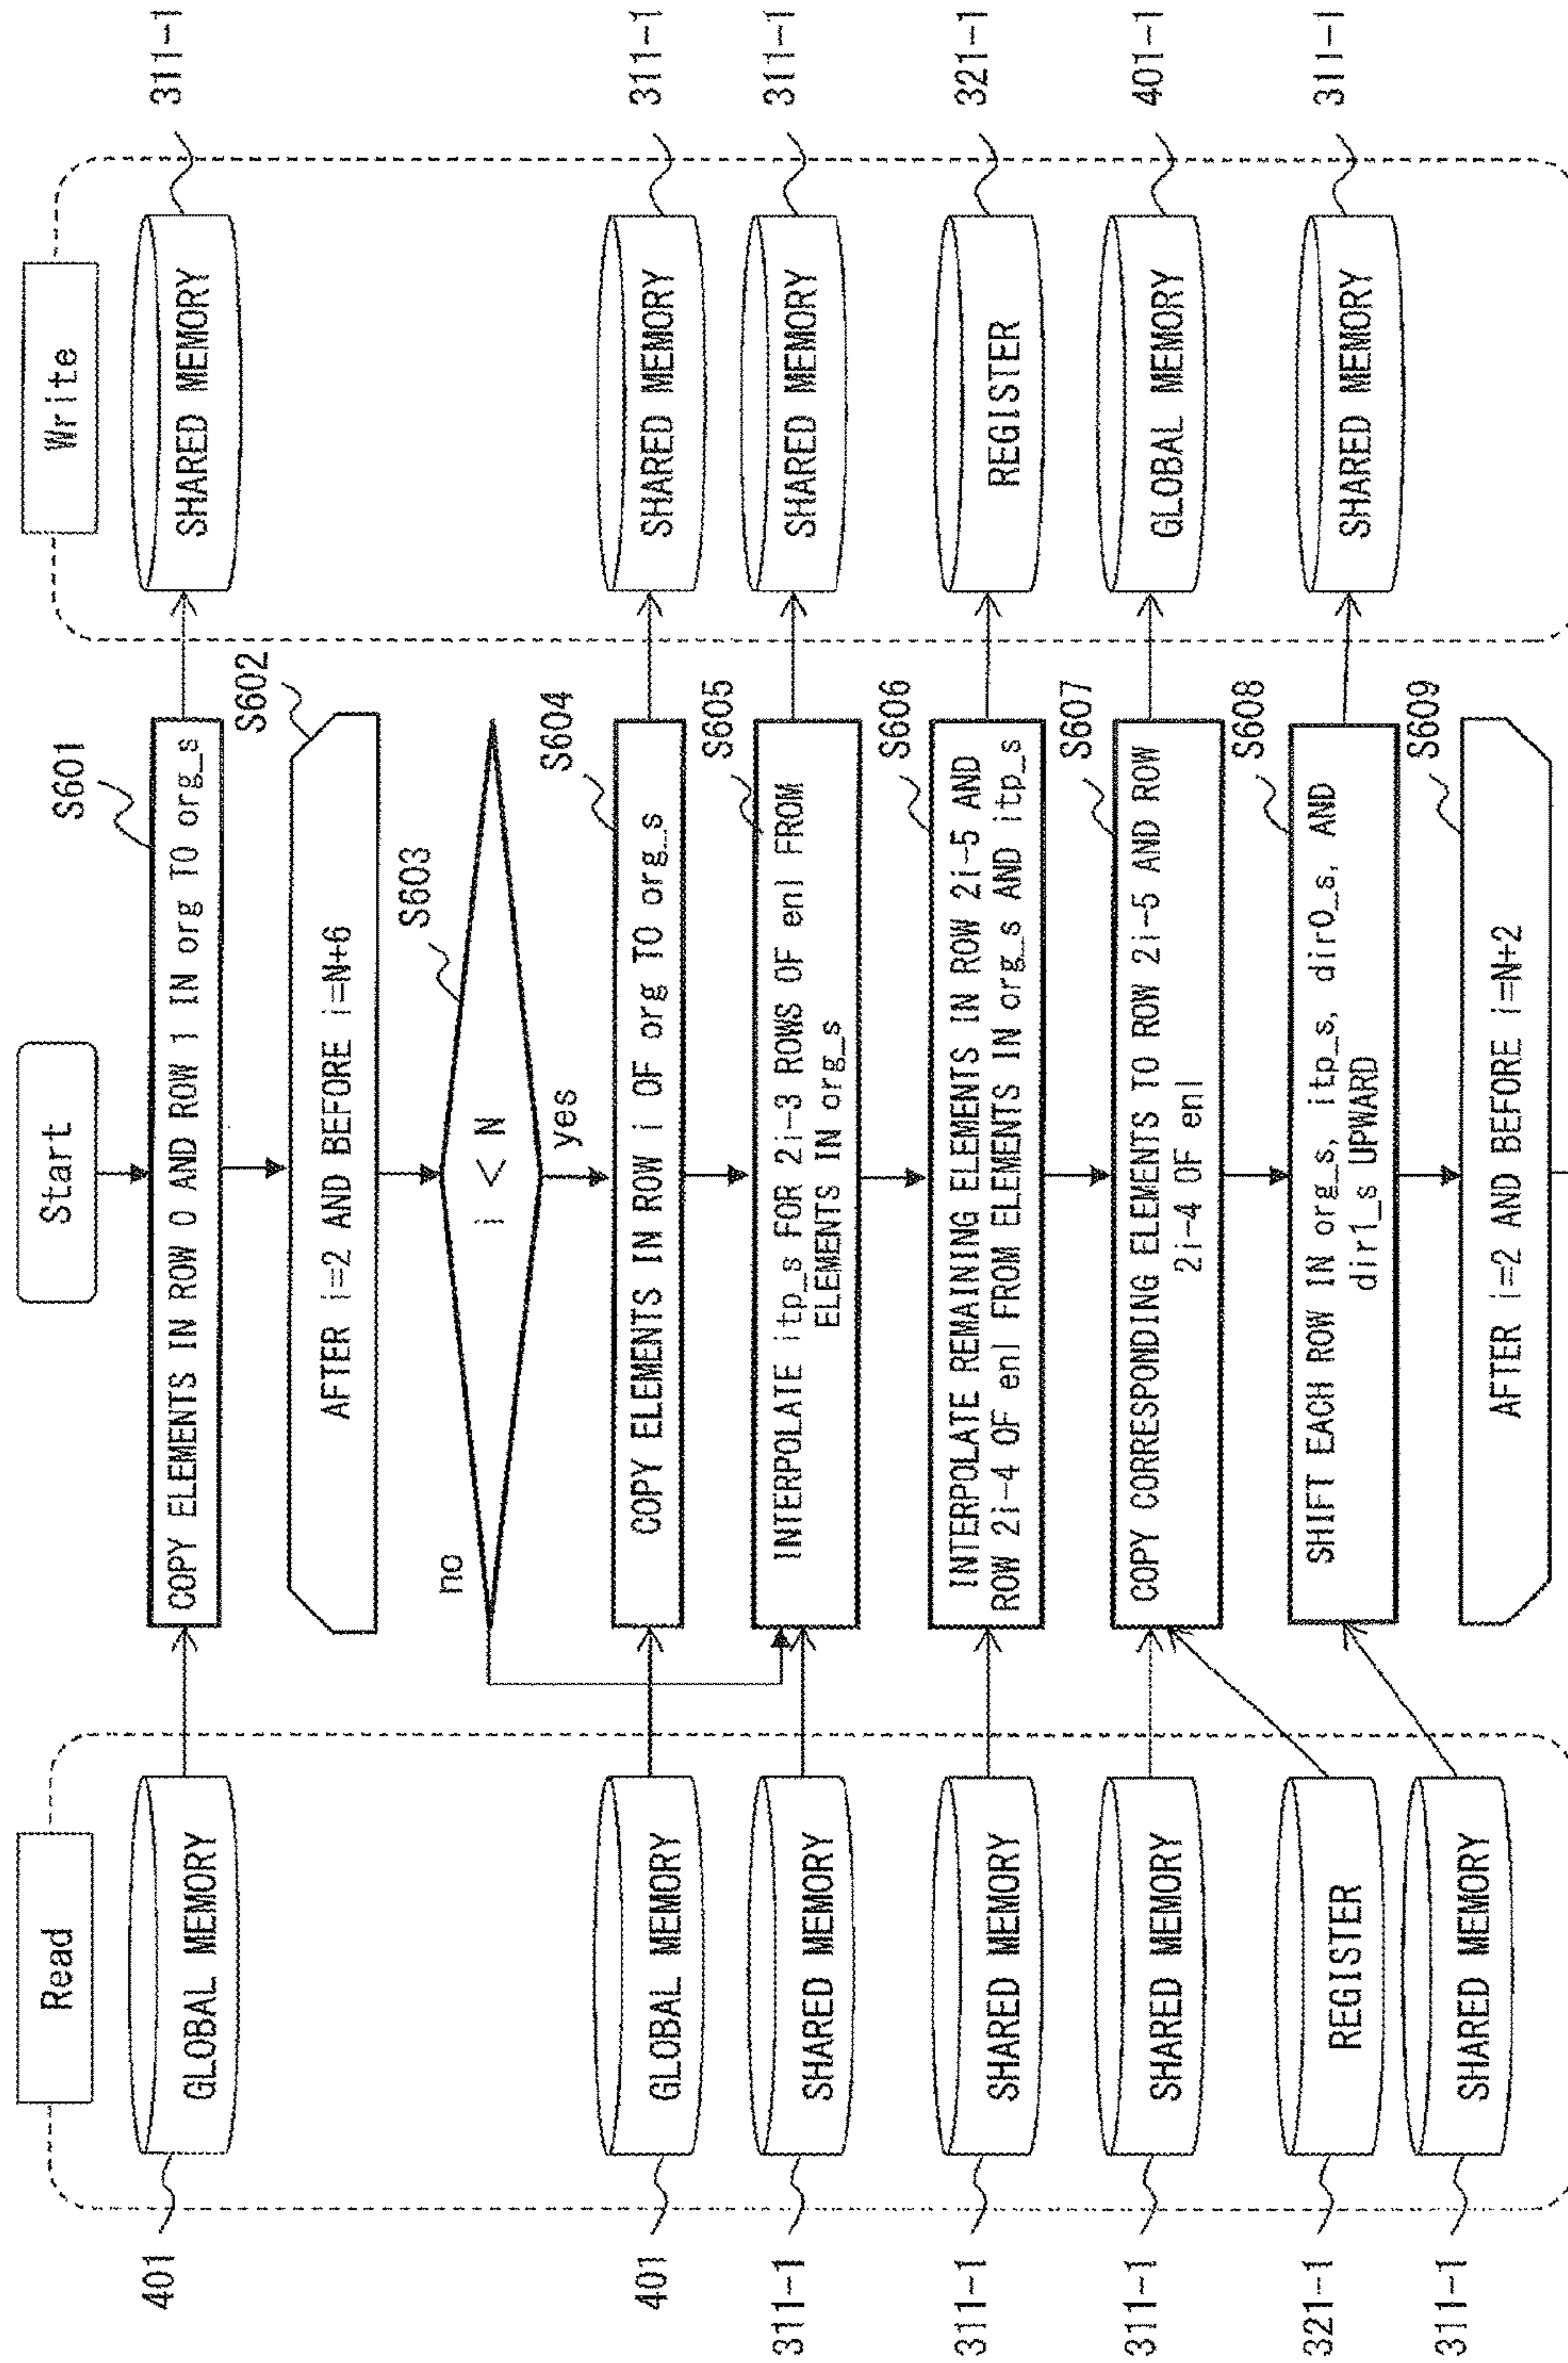 Read
Start
Write
401
GLOBAL MEMORY
S601
COPY ELEMENTS IN ROW 0 AND ROW 1 IN org TO org_s
SHARED MEMORY
311-1
S602
AFTER i=2 AND BEFORE i=N+6
S603
i < N
no
yes
401
GLOBAL MEMORY
S604
COPY ELEMENTS IN ROW i OF org TO org_s
SHARED MEMORY
311-1
311-1
SHARED MEMORY
S605
INTERPOLATE itp_s FOR 2i-3 ROWS OF enl FROM
ELEMENTS IN org_s
SHARED MEMORY
311-1
311-1
SHARED MEMORY
S606
INTERPOLATE REMAINING ELEMENTS IN ROW 2i-5 AND
ROW 2i-4 OF enl FROM ELEMENTS IN org_s AND itp_s
REGISTER
321-1
311-1
SHARED MEMORY
S607
COPY CORRESPONDING ELEMENTS TO ROW 2i-5 AND ROW
2i-4 OF enl
GLOBAL MEMORY
401-1
321-1
REGISTER
S608
SHIFT EACH ROW IN org_s, itp_s, dir0_s, AND
dir1_s UPWARD
SHARED MEMORY
311-1
311-1
SHARED MEMORY
S609
AFTER i=2 AND BEFORE i=N+2